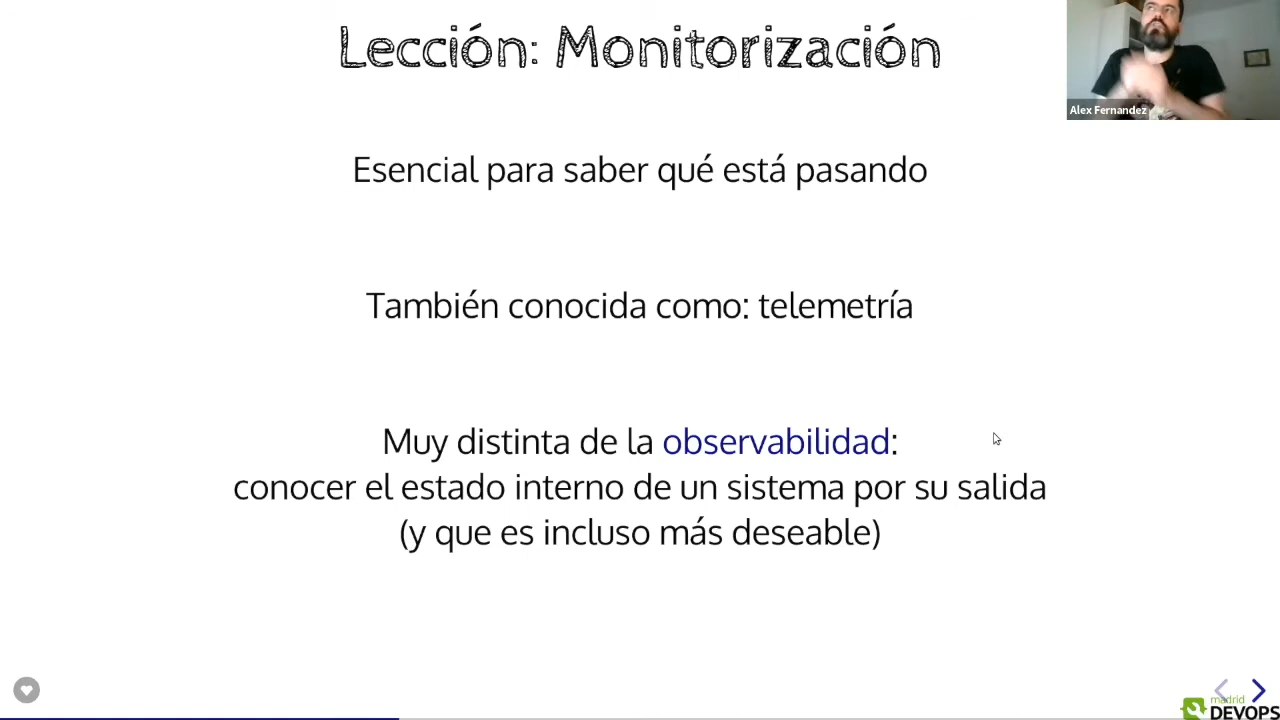 Lección: Monitorización
Alex Fernandez
Esencial para saber qué está pasando
También conocida como: telemetría
Muy distinta de la observabilidad:
conocer el estado interno de un sistema por su salida
(y que es incluso más deseable)
madrid
DEVOPS